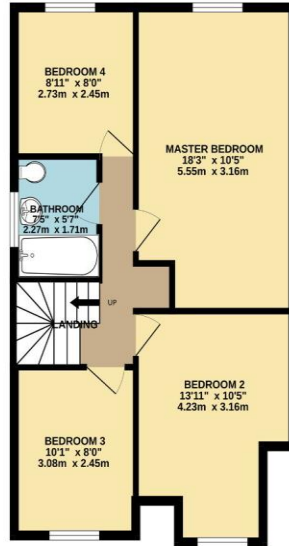 BEDROOM 4
8'11" x 8'0"
2.73m x 2.45m
MASTER BEDROOM
18'3" x 10'5"
5.55m x 3.16m
BATHROOM
7'5" x 5'7"
2.27m x 1.71m
UP
LANDING
BEDROOM 2
13'11" x 10'5"
4.23m x 3.16m
BEDROOM 3
10'1" x 8'0"
3.08m x 2.45m